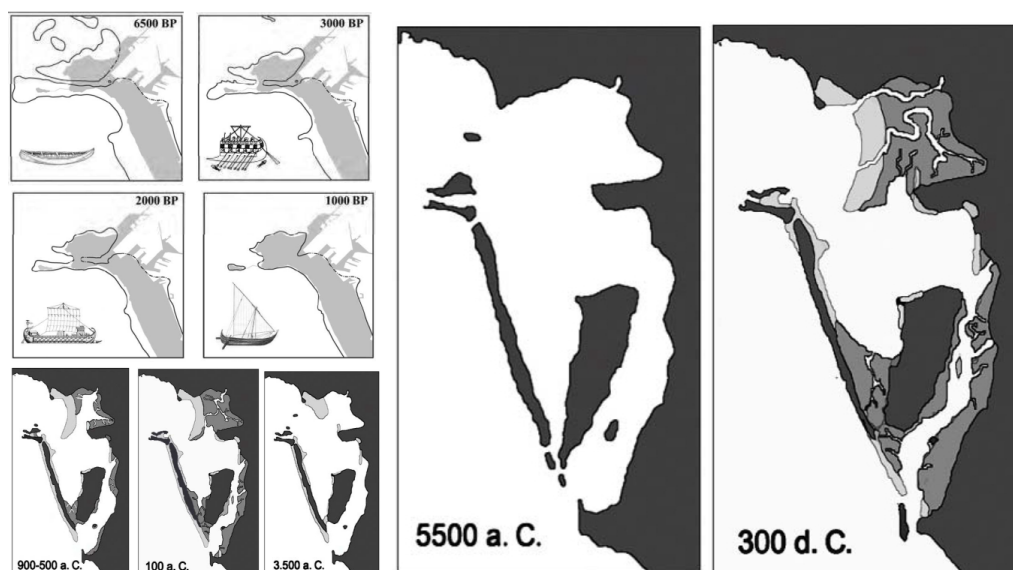 6500 BP
3000 BP
2000 BP
1000 BP
900-500 a. C.
100 a. C.
3.500 a. C.
5500 a. C.
300 d. C.